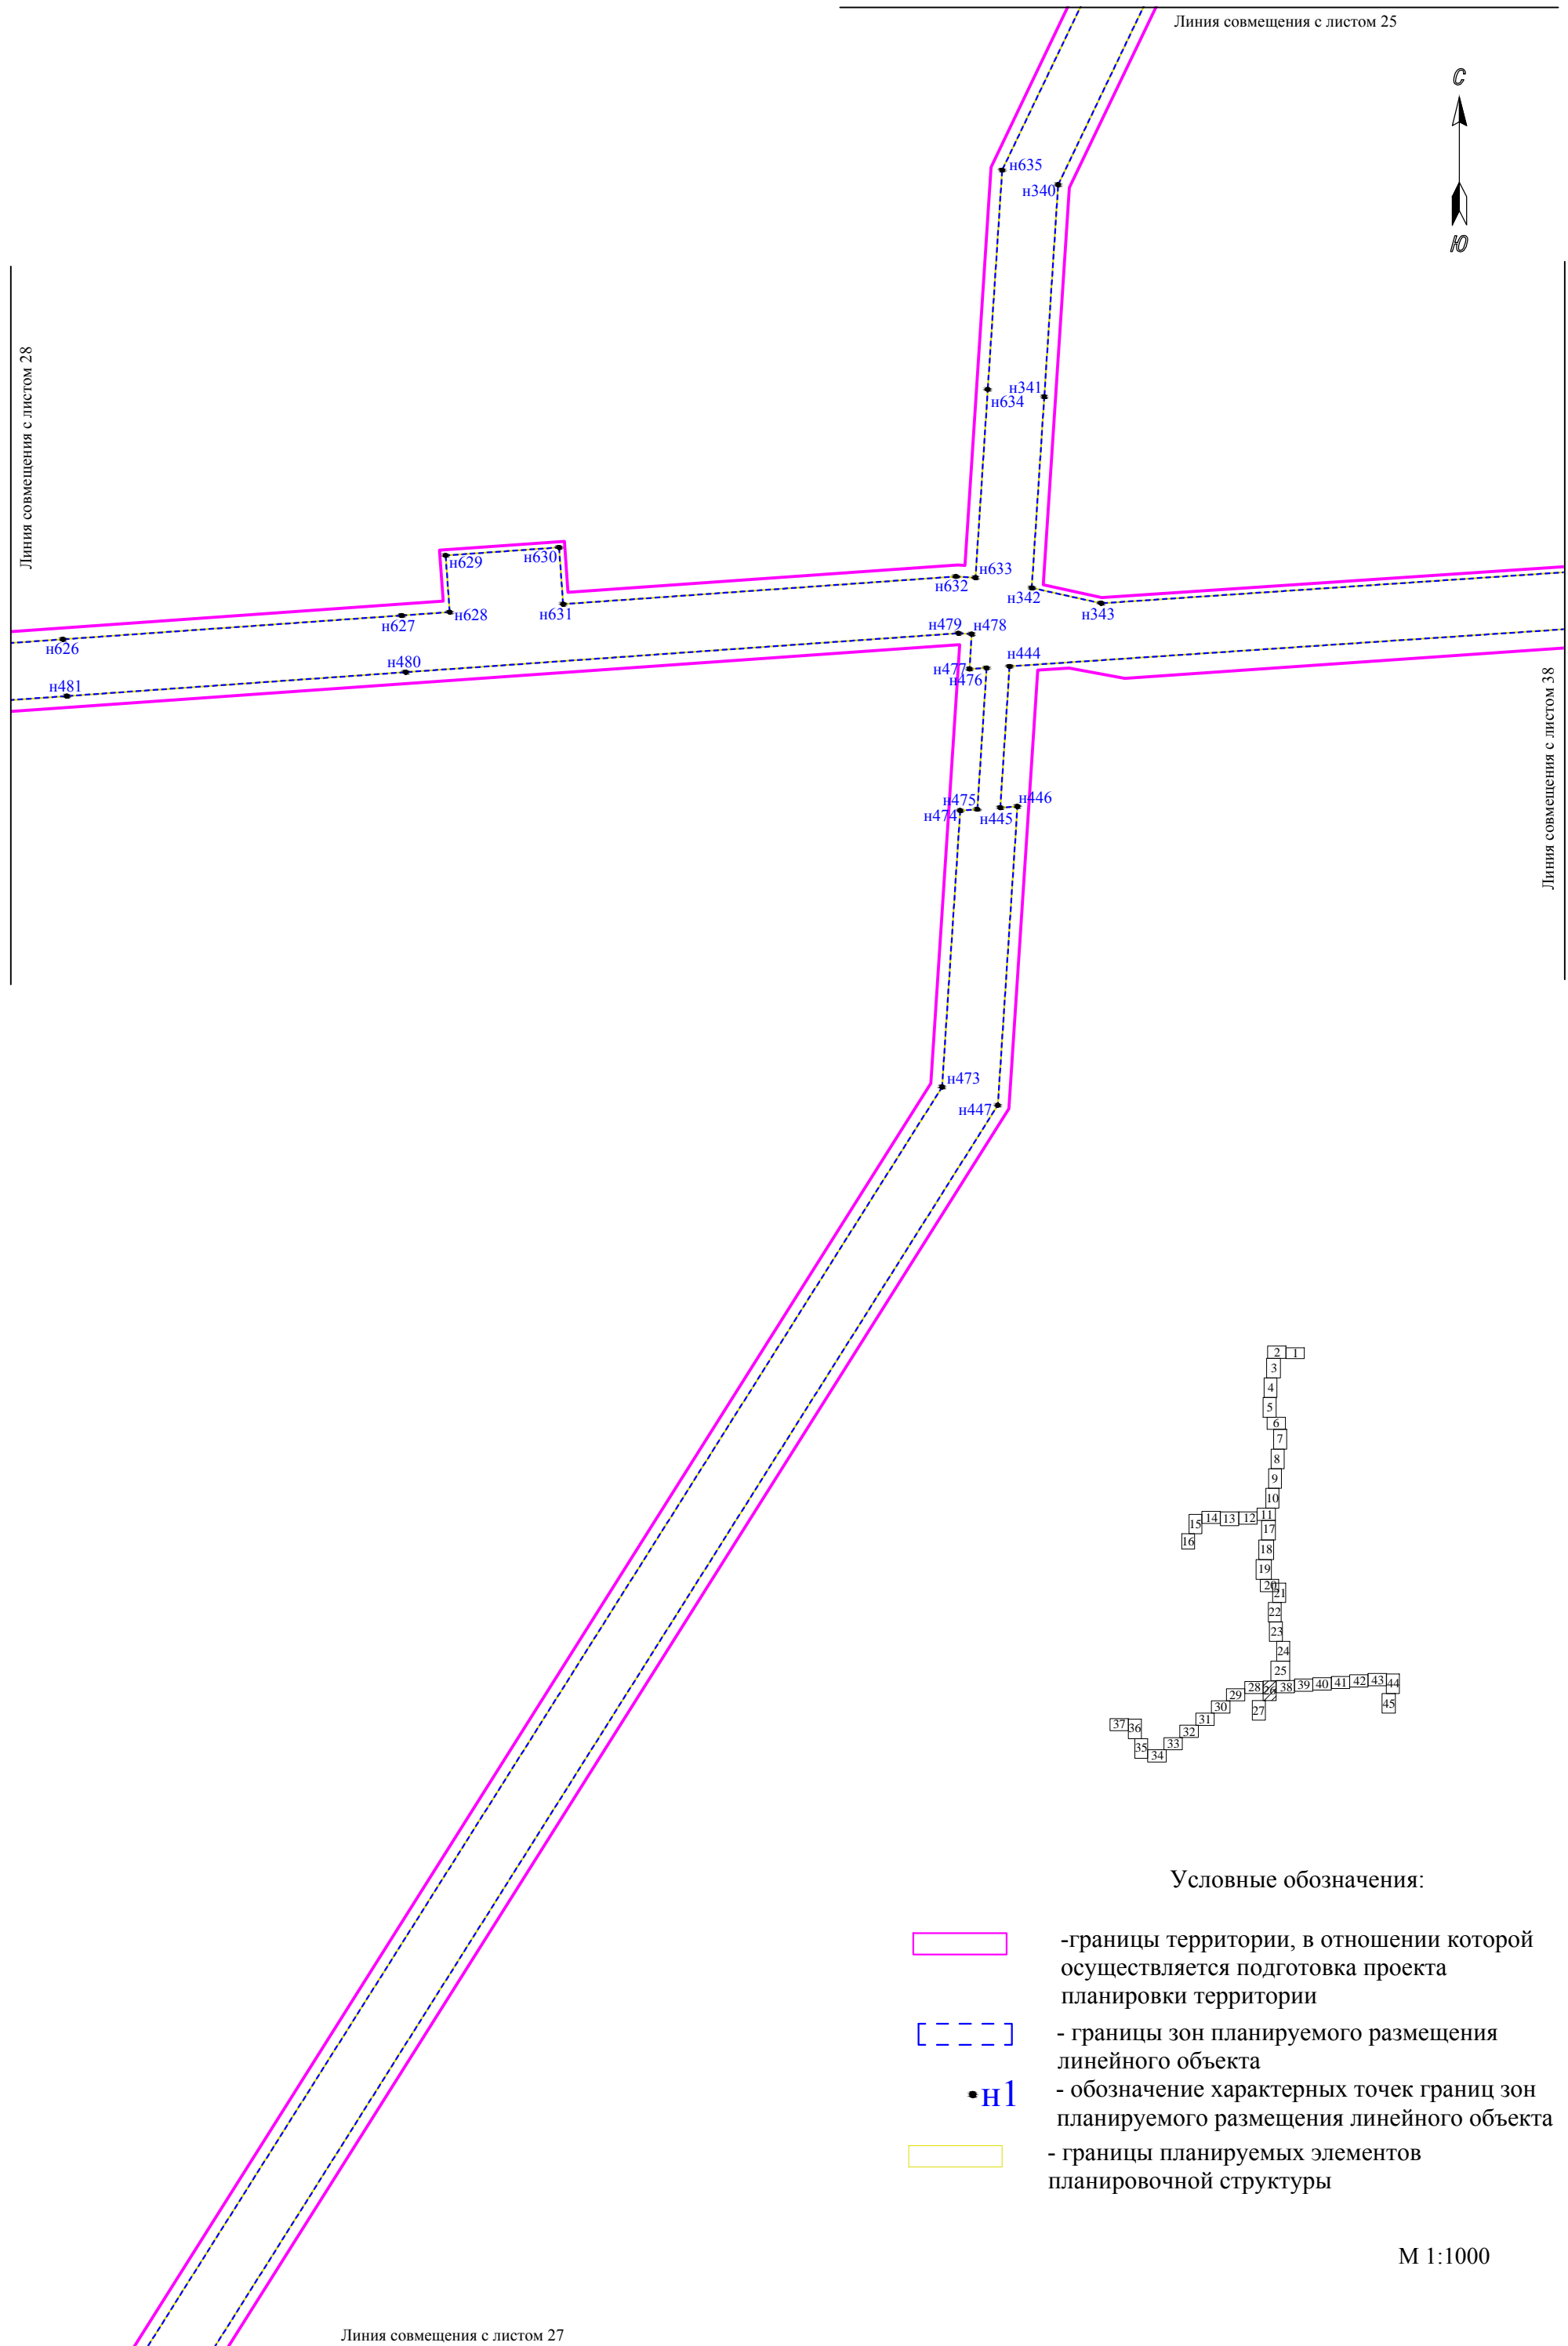 Линия совмещения с листом 25
С
Ю
Линия совмещения с листом 28
Линия совмещения с листом 38
н635
н340
н341
н634
н629
н630
н633
н632
н342
н343
н628
н631
н627
н626
н479
н478
н480
н477
н444
н476
н481
н475
н446
н474
н445
н473
н447
2
1
3
4
5
6
7
8
9
10
11
12
13
14
15
16
17
18
19
20
21
22
23
24
25
26
27
28
29
30
31
32
33
34
35
36
37
38
39
40
41
42
43
44
45
Условные обозначения:
-границы территории, в отношении которой
осуществляется подготовка проекта
планировки территории
- границы зон планируемого размещения
линейного объекта
н1
- обозначение характерных точек границ зон
планируемого размещения линейного объекта
- границы планируемых элементов
планировочной структуры
М 1:1000
Линия совмещения с листом 27